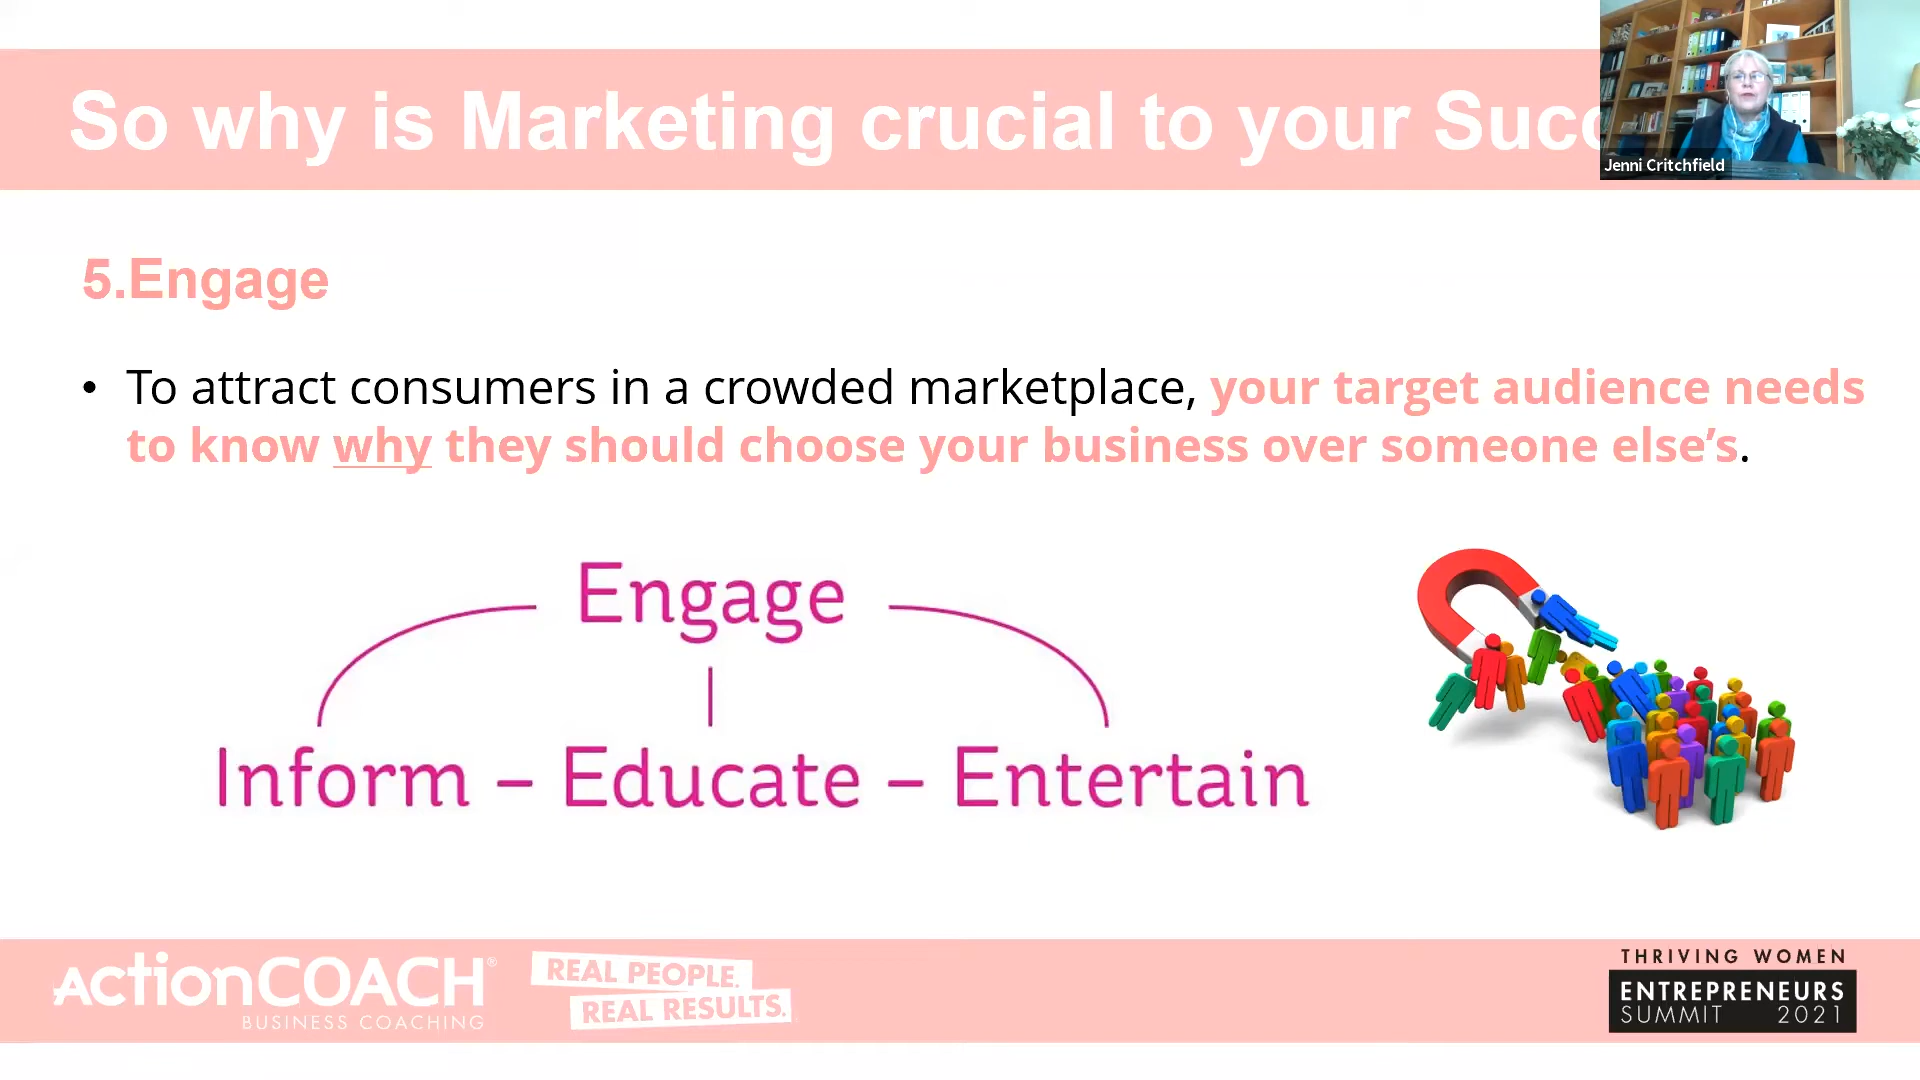 So why is Marketing crucial to your Succ
Jenni Critchfield
5.Engage
• To attract consumers in a crowded marketplace, your target audience needs
to know why they should choose your business over someone else’s.
Engage
Inform – Educate – Entertain
ActionCOACH®
BUSINESS COACHING
REAL PEOPLE.
REAL RESULTS.
THRIVING WOMEN
ENTREPRENEURS
SUMMIT 2021